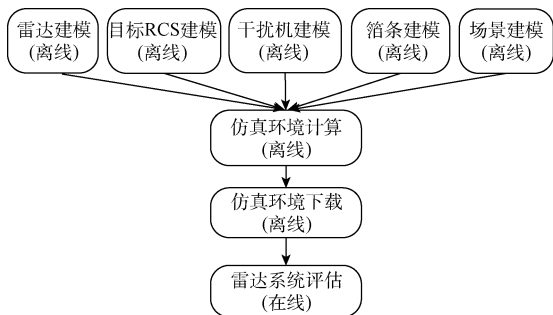 雷达建模
(离线)
目标RCS建模
(离线)
干扰机建模
(离线)
箔条建模
(离线)
场景建模
(离线)
仿真环境计算
(离线)
仿真环境下载
(离线)
雷达系统评估
(在线)